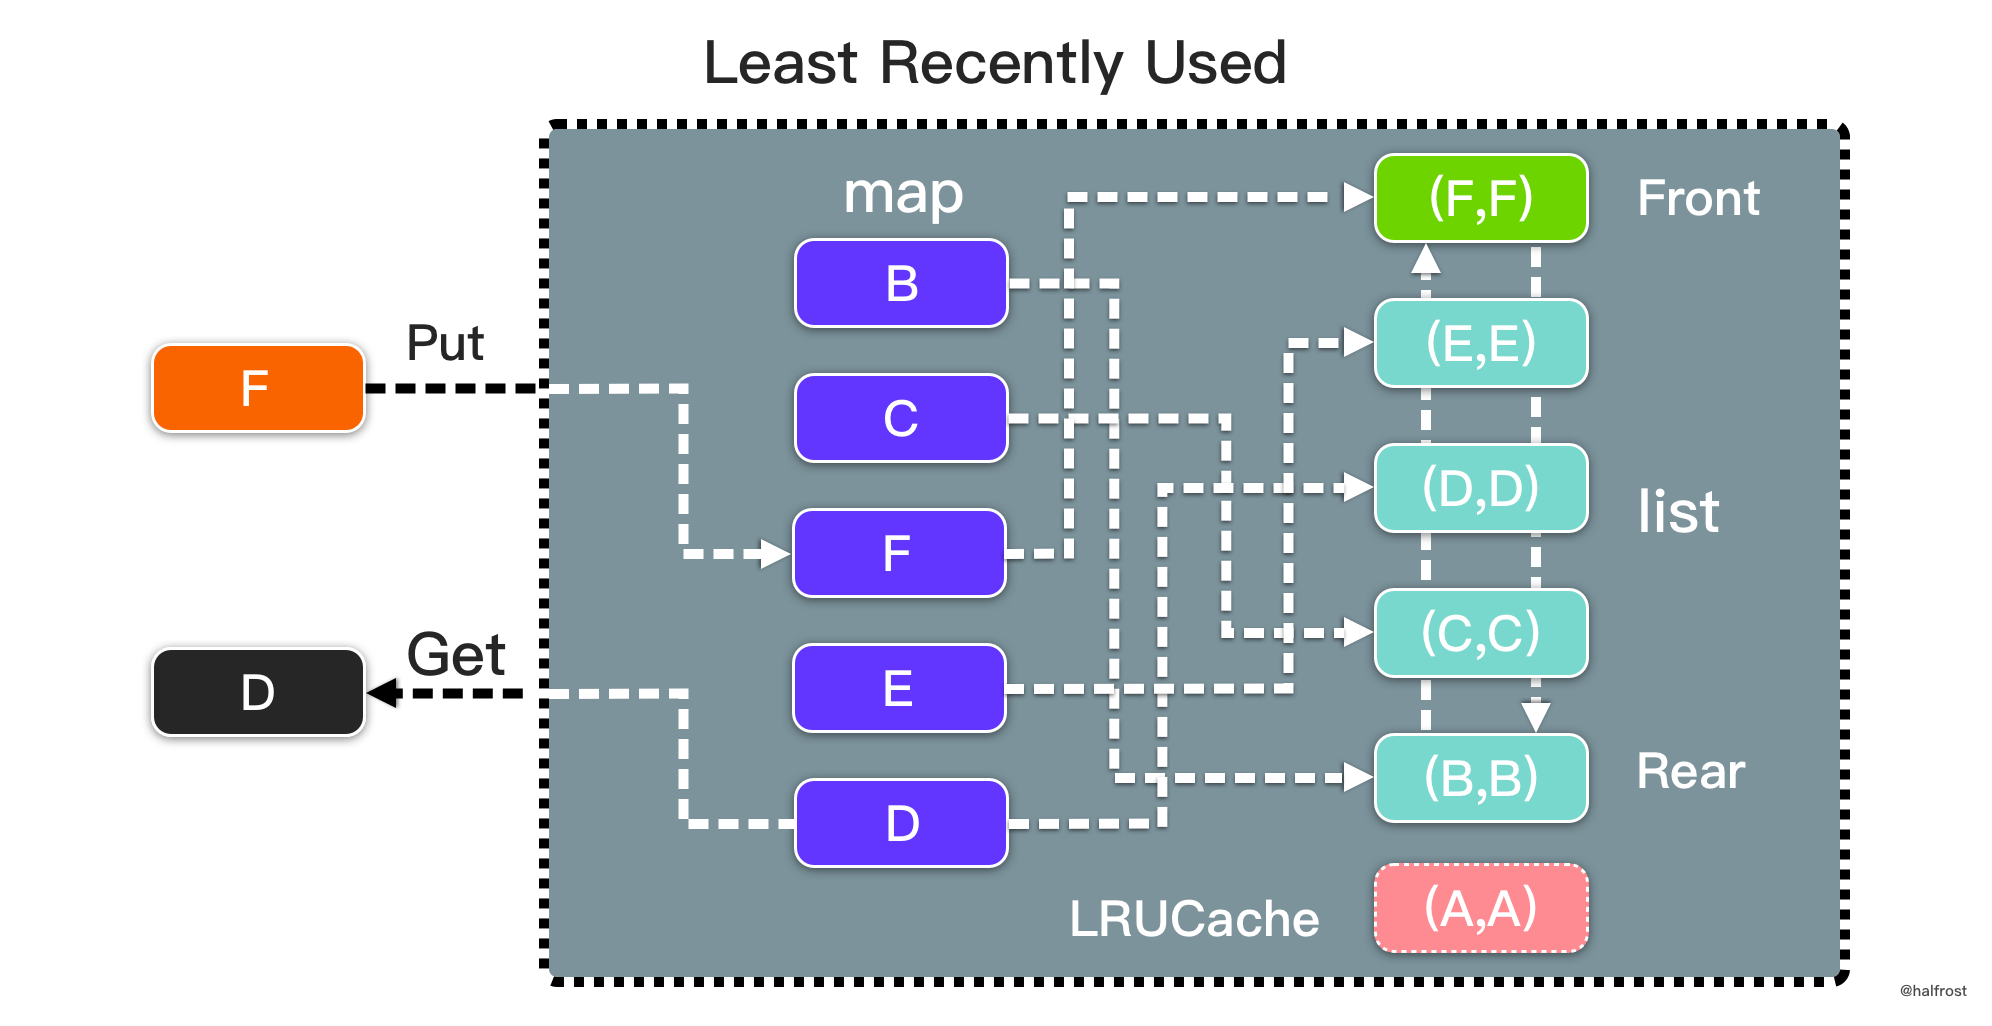 Least Recently Used
map
Front
Put
Get
F
D
B
C
F
E
D
(F,F)
(E,E)
(D,D)
(C,C)
(B,B)
(A,A)
list
Rear
LRUCache
@halfrost